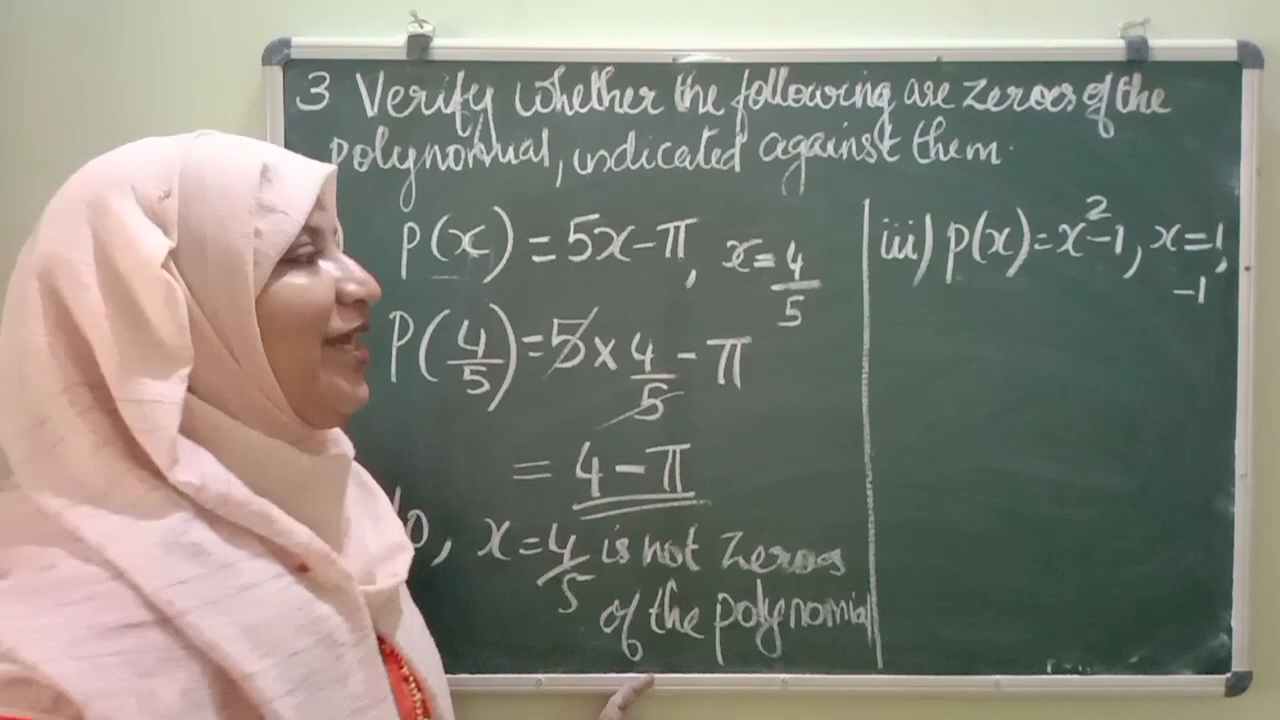 3 Verify whether the following are zeroes of the
polynomial, indicated against them.
P(x) = 5x-π, x = 4/5
P(4/5) = 5 x 4/5 - π
= 4-π
, x = 4/5 is not zeroes
of the polynomial
iii) p(x) = x²-1, x=1,
-1